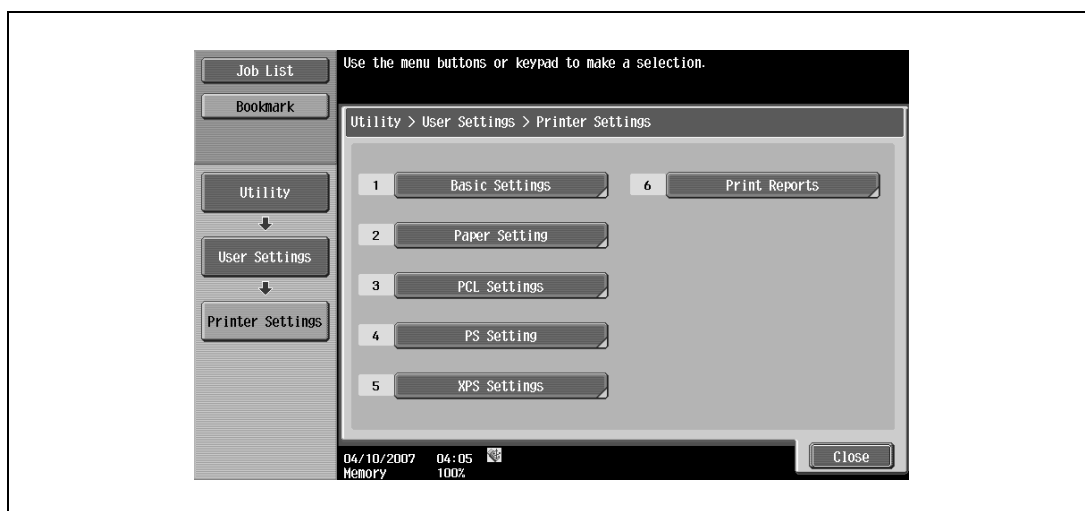 Job List
Bookmark
Use the menu buttons or keypad to make a selection.
Utility > User Settings > Printer Settings
Utility
User Settings
Printer Settings
1 Basic Settings
2 Paper Setting
3 PCL Settings
4 PS Setting
5 XPS Settings
6 Print Reports
04/10/2007 04:05
Memory 100%
Close